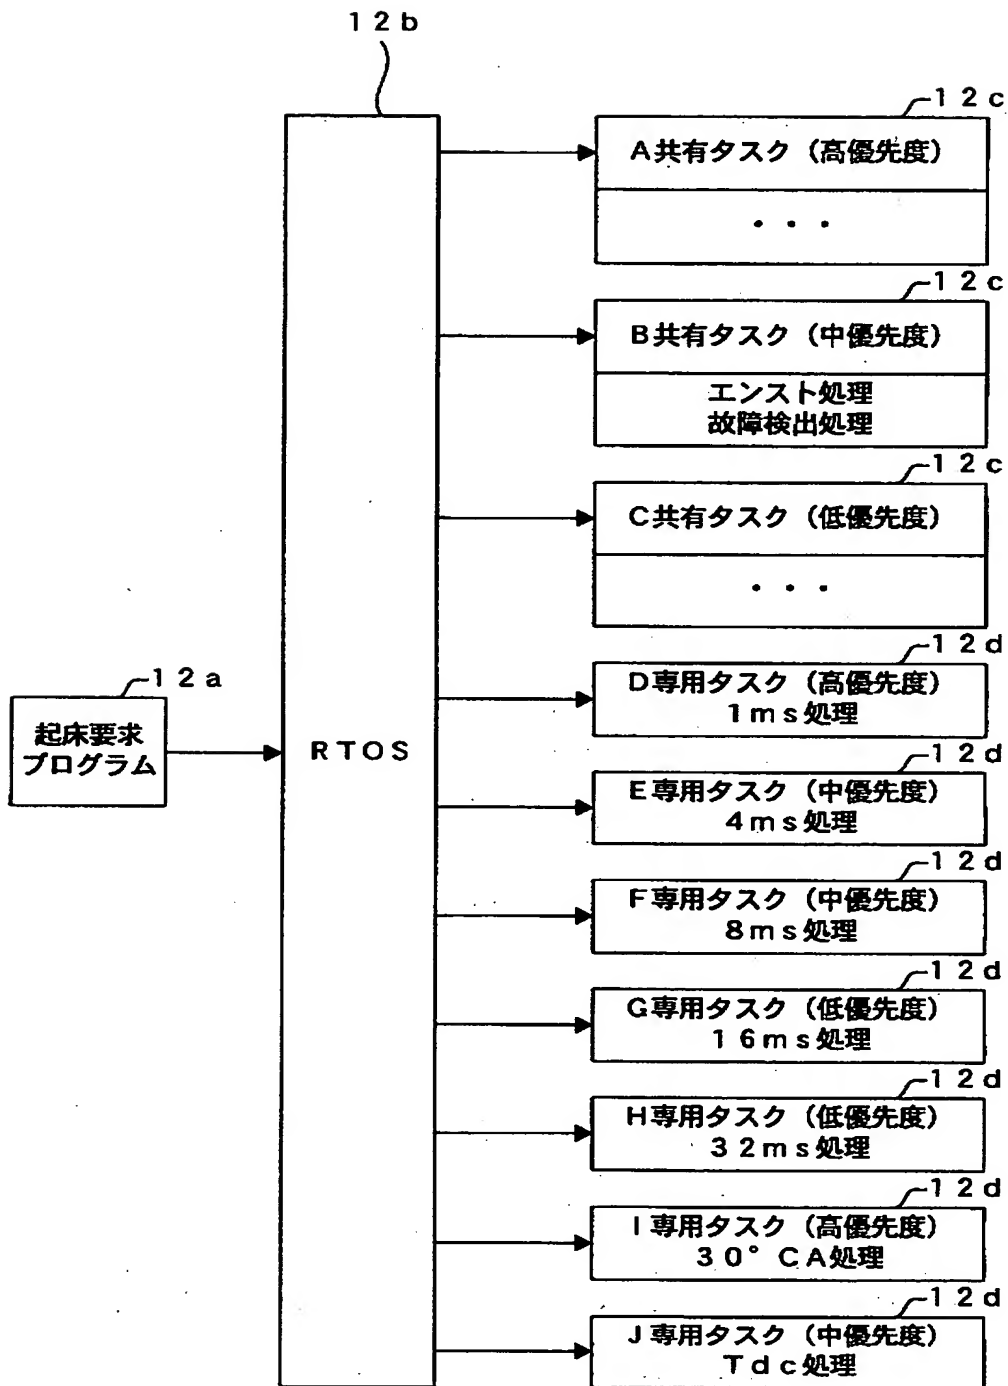 １２ｂ
１２ｃ
Ａ共有タスク（高優先度）
・・・
１２ｃ
Ｂ共有タスク（中優先度）
エンスト処理
故障検出処理
１２ｃ
Ｃ共有タスク（低優先度）
・・・
１２ａ
起床要求
プログラム
ＲＴＯＳ
１２ｄ
Ｄ専用タスク（高優先度）
１ｍｓ処理
１２ｄ
Ｅ専用タスク（中優先度）
４ｍｓ処理
１２ｄ
Ｆ専用タスク（中優先度）
８ｍｓ処理
１２ｄ
Ｇ専用タスク（低優先度）
１６ｍｓ処理
１２ｄ
Ｈ専用タスク（低優先度）
３２ｍｓ処理
１２ｄ
Ｉ専用タスク（高優先度）
３０°ＣＡ処理
１２ｄ
Ｊ専用タスク（中優先度）
Ｔｄｃ処理